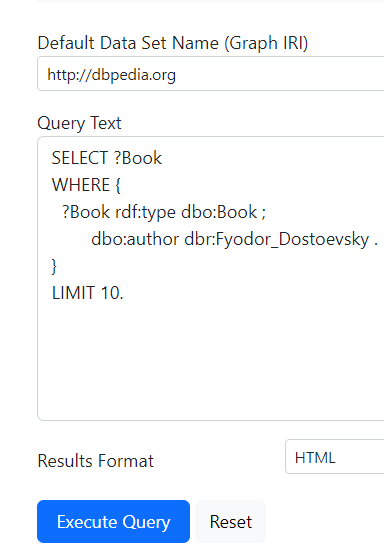 Default Data Set Name (Graph IRI)
http://dbpedia.org
Query Text
SELECT ?Book
WHERE {
?Book rdf:type dbo:Book ;
dbo:author dbr:Fyodor_Dostoevsky .
}
LIMIT 10.
Results Format
HTML
Execute Query
Reset